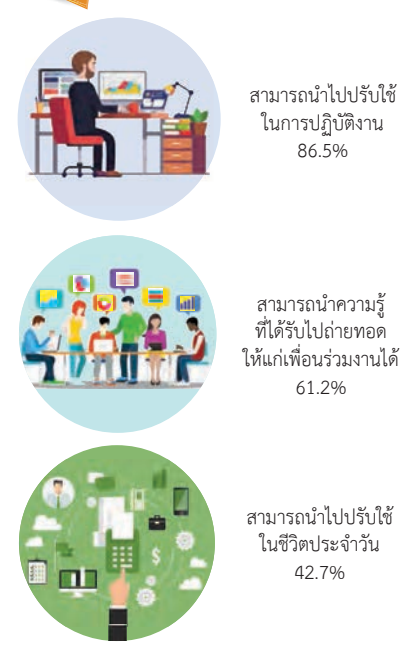 สามารถนำไปปรับใช้
ในการปฏิบัติงาน
86.5%
สามารถนำความรู้
ที่ได้รับไปถ่ายทอด
ให้แก่เพื่อนร่วมงานได้
61.2%
สามารถนำไปปรับใช้
ในชีวิตประจำวัน
42.7%